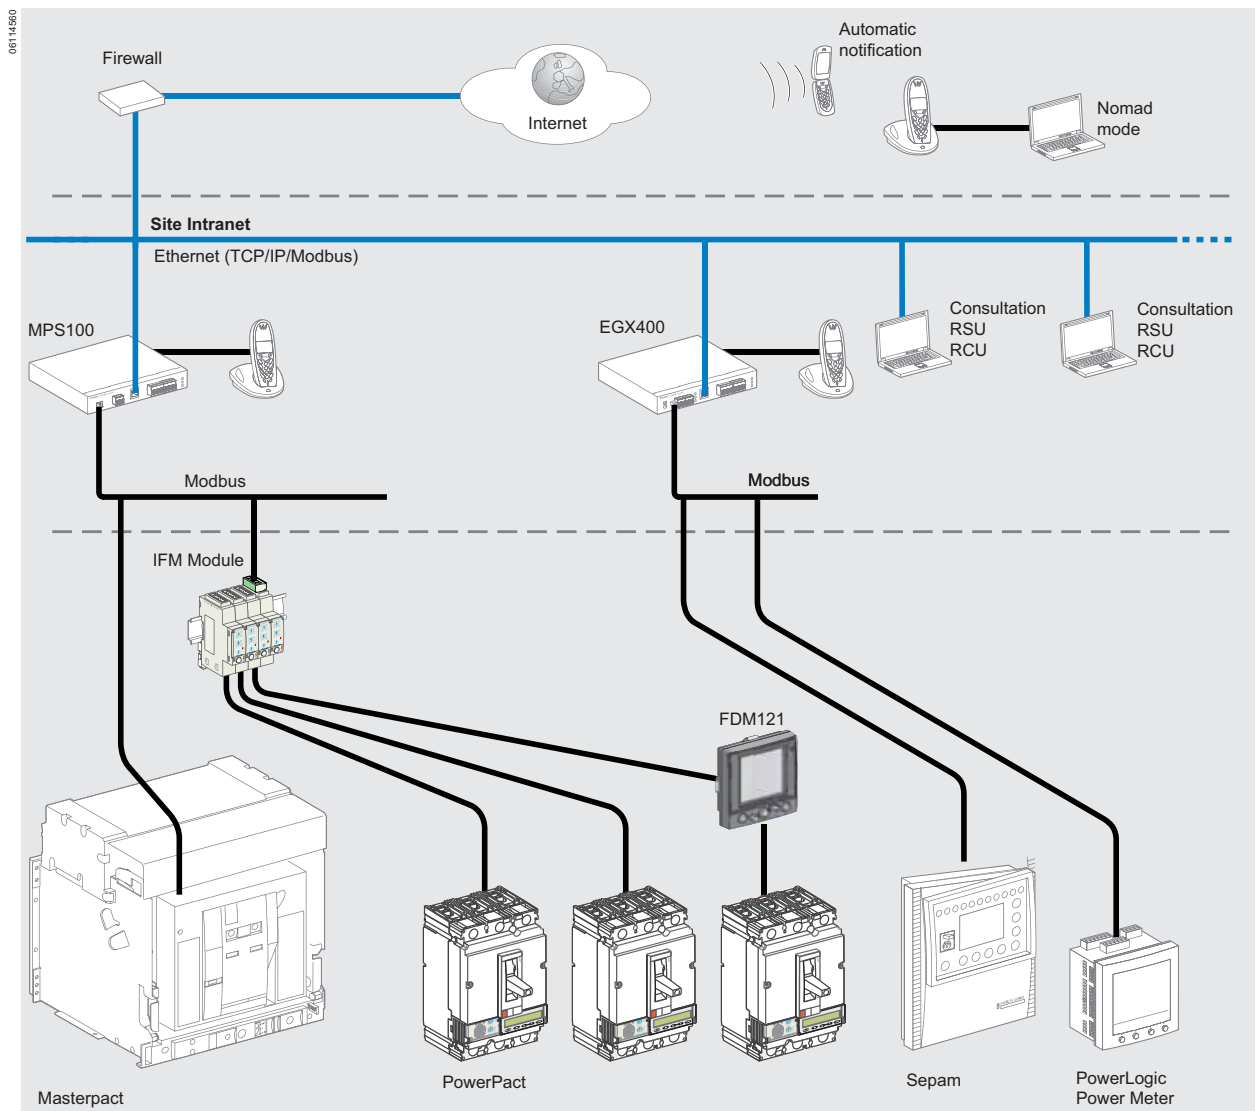 06114560
Firewall
Internet
Automatic
notification
Nomad
mode
Site Intranet
Ethernet (TCP/IP/Modbus)
MPS100
EGX400
Consultation
RSU
RCU
Consultation
RSU
RCU
Modbus
Modbus
IFM Module
FDM121
Masterpact
PowerPact
Sepam
PowerLogic
Power Meter